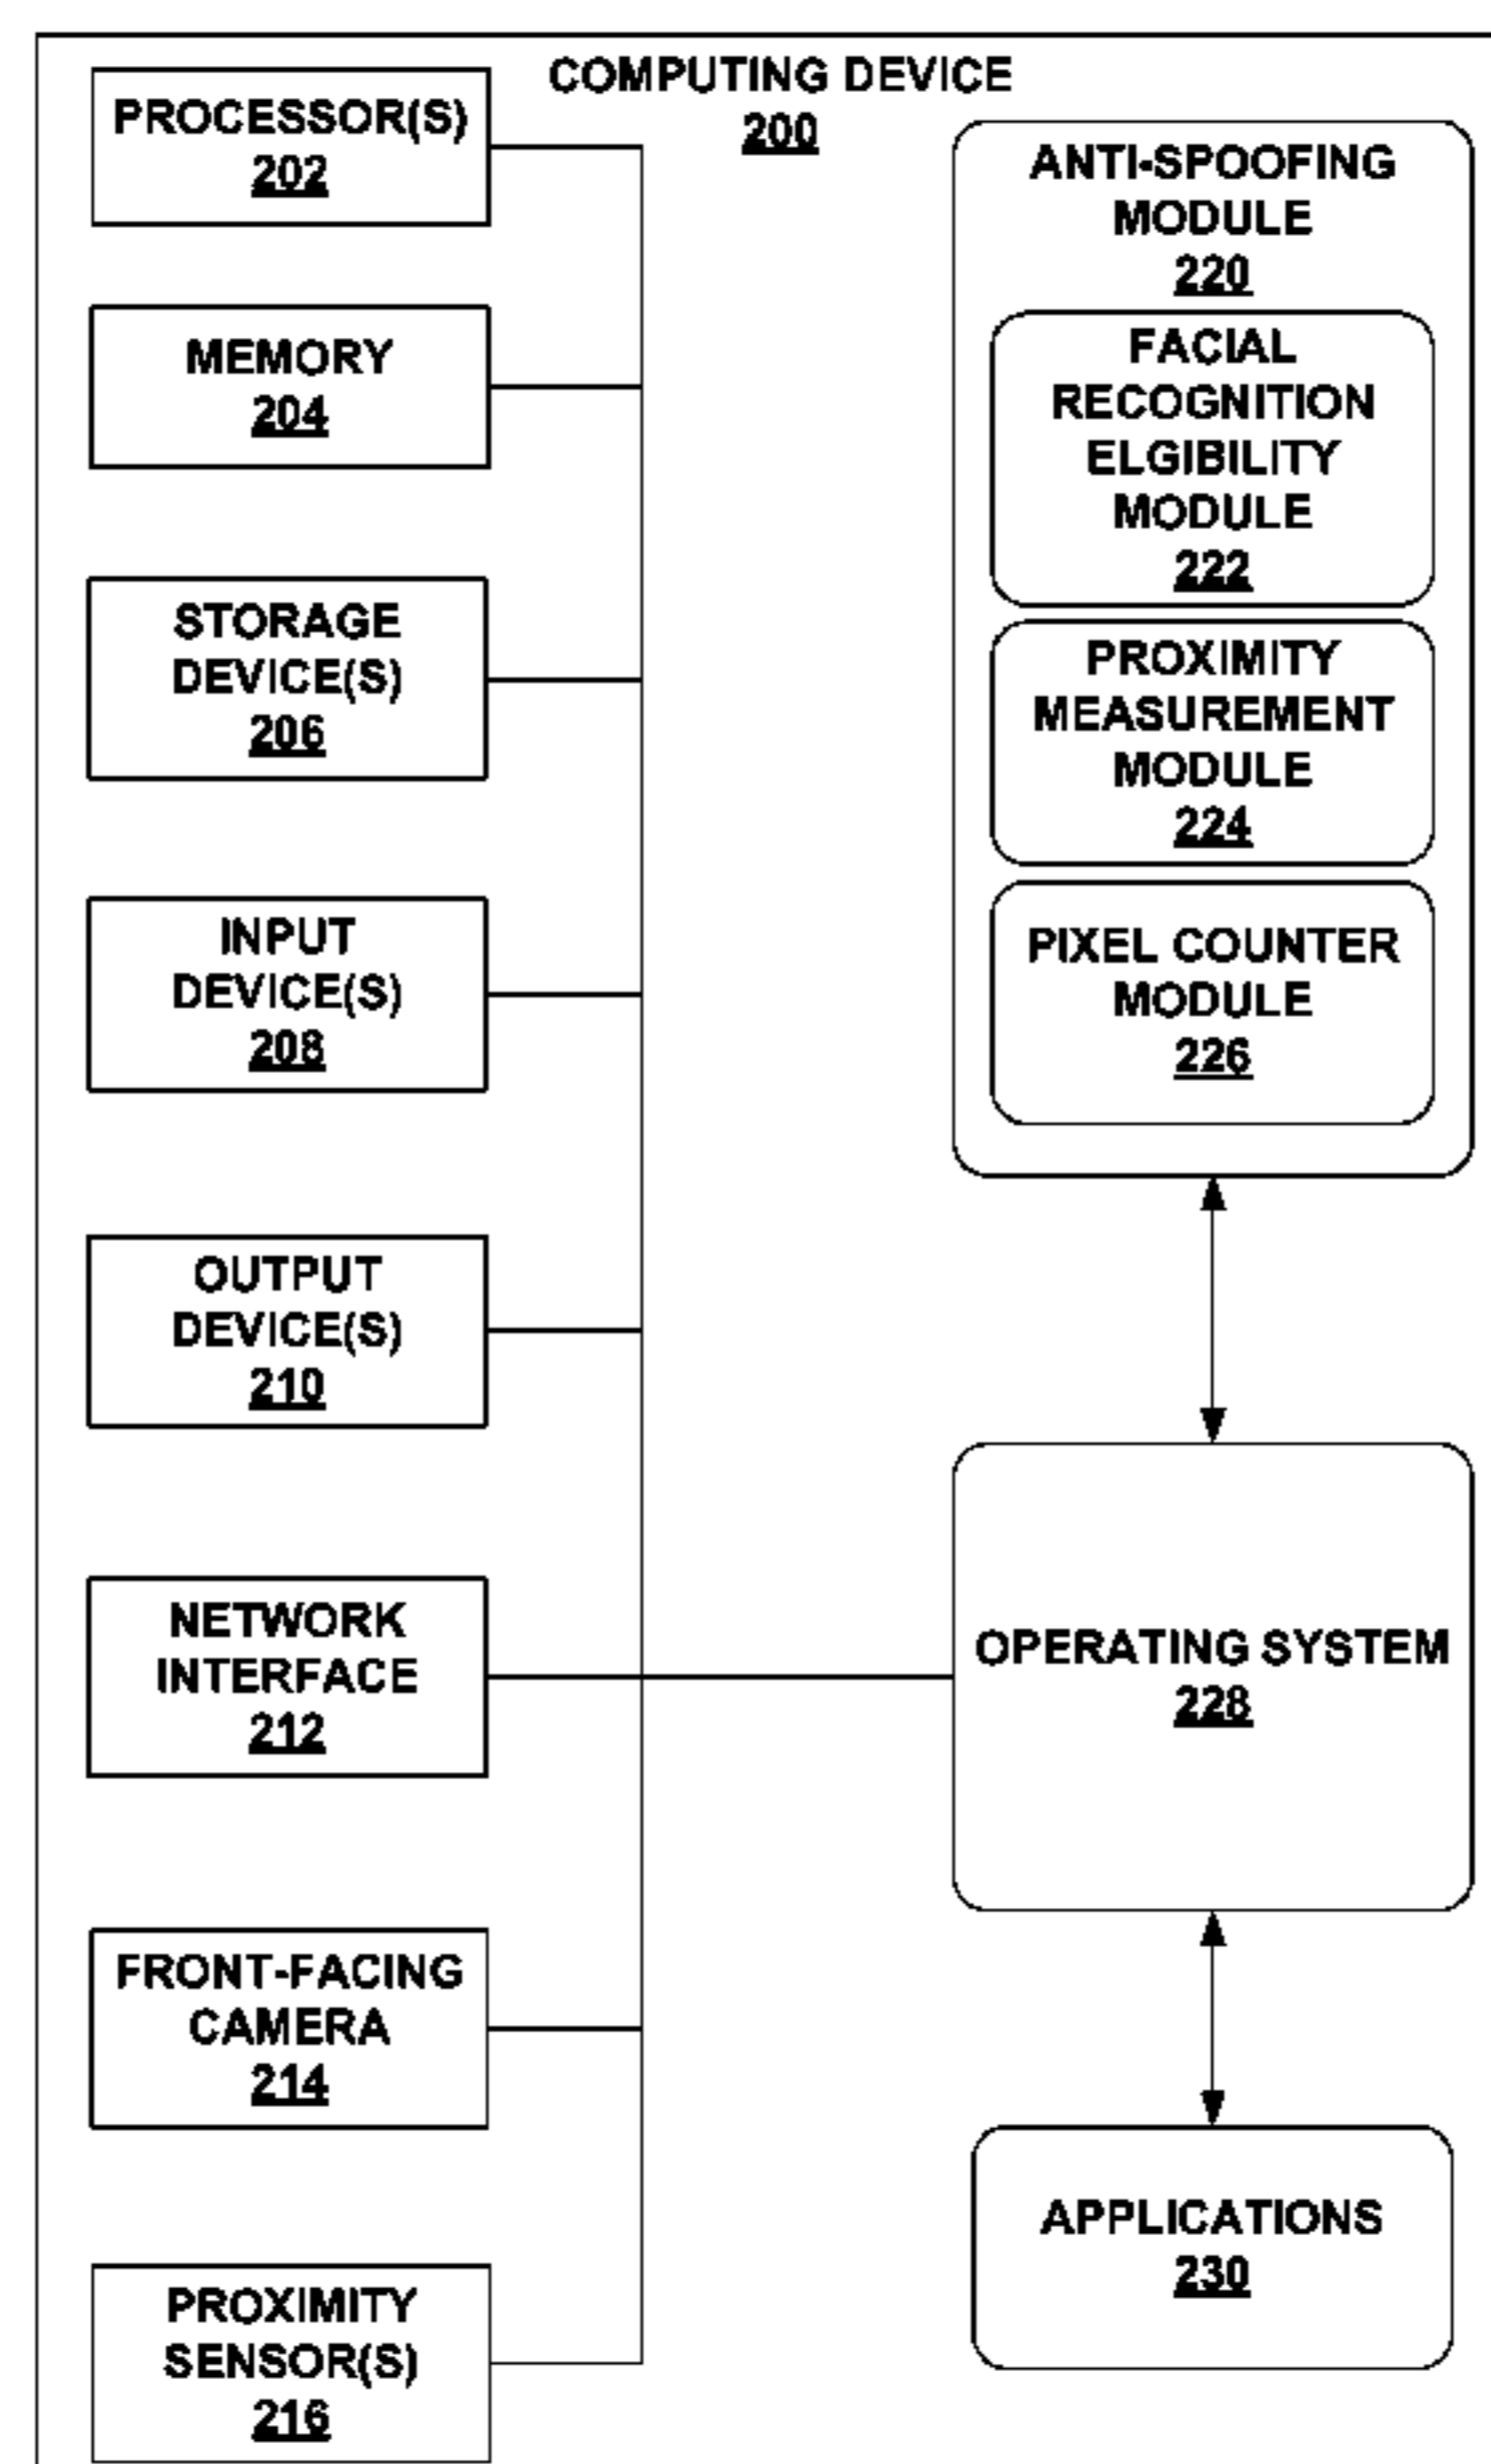 COMPUTING DEVICE
200
PROCESSOR(S)
202
MEMORY
204
STORAGE
DEVICE(S)
206
INPUT
DEVICE(S)
208
OUTPUT
DEVICE(S)
210
NETWORK
INTERFACE
212
FRONT-FACING
CAMERA
214
PROXIMITY
SENSOR(S)
216
ANTI-SPOOFING
MODULE
220
FACIAL
RECOGNITION
ELGIBILITY
MODULE
222
PROXIMITY
MEASUREMENT
MODULE
224
PIXEL COUNTER
MODULE
226
OPERATING SYSTEM
228
APPLICATIONS
230